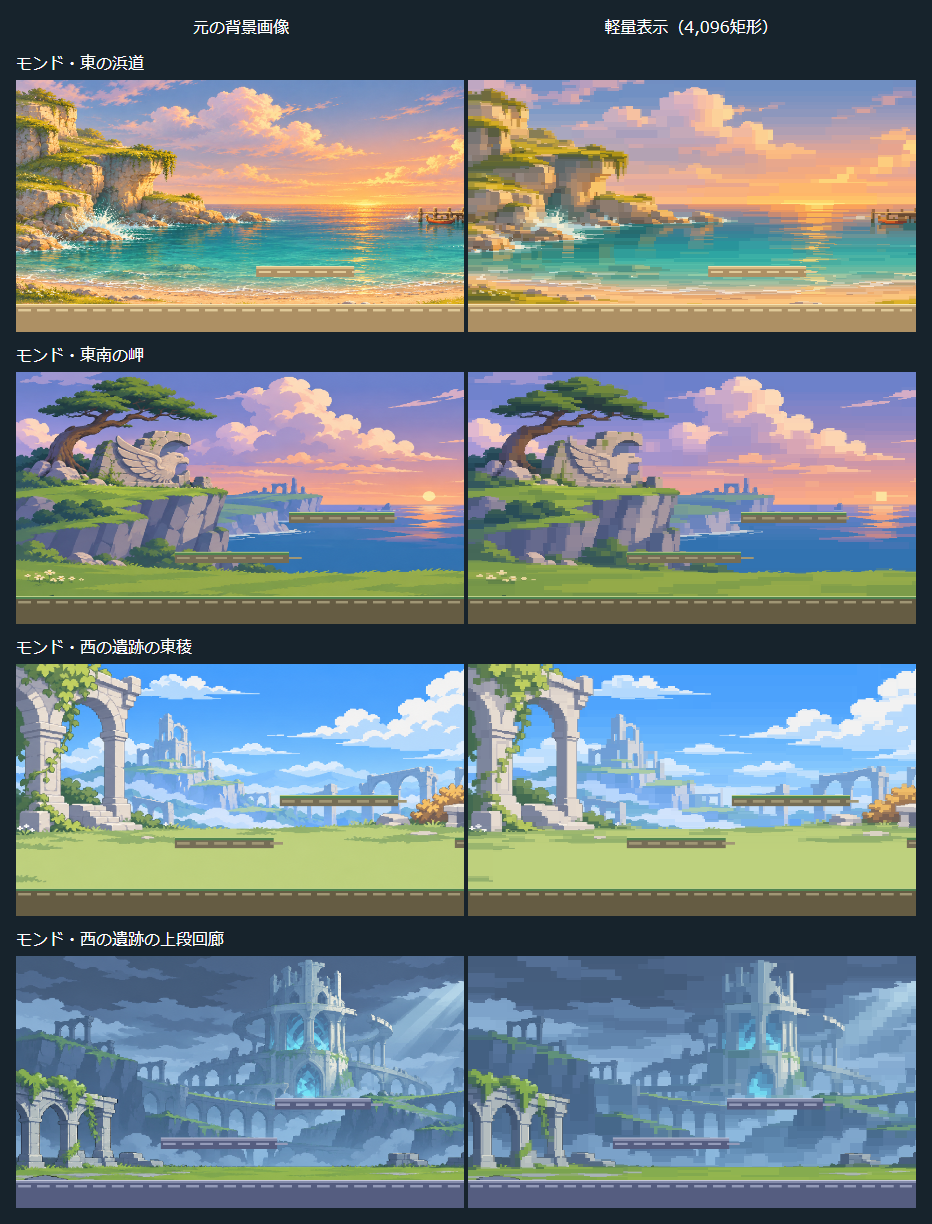 元の背景画像
軽量表示（4,096矩形）
モンド・東の浜道
モンド・東南の岬
モンド・西の遺跡の東稜
モンド・西の遺跡の上段回廊